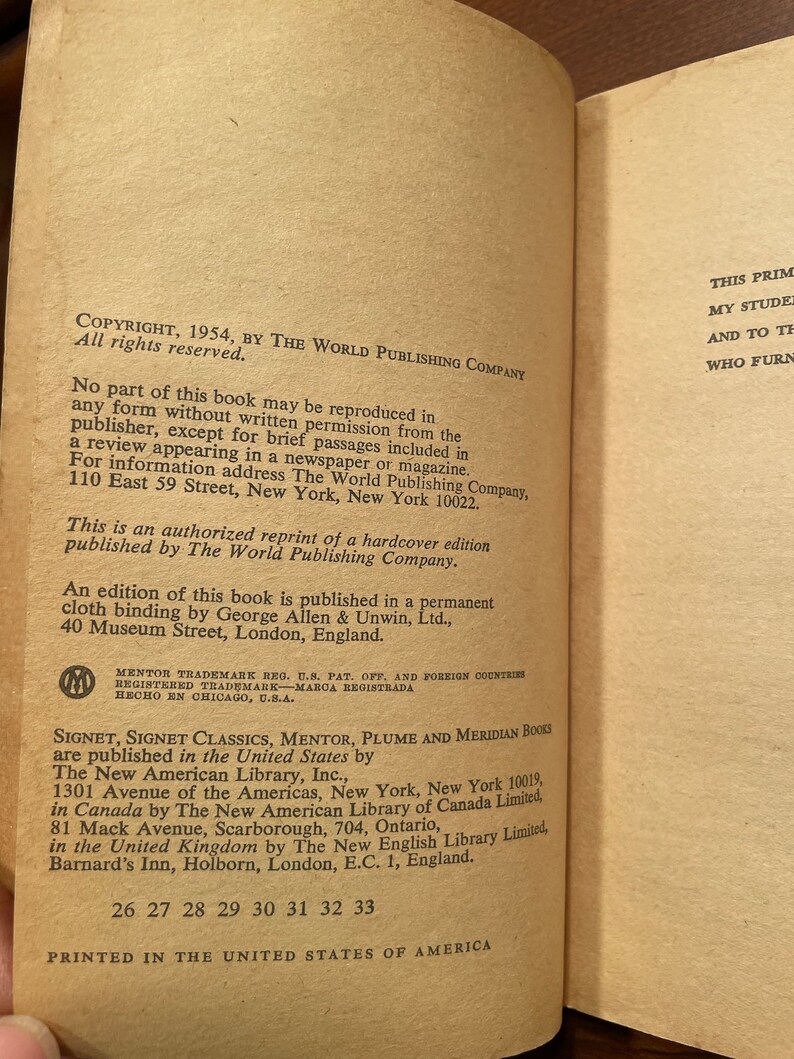 COPYRIGHT, 1954, BY THE WORLD PUBLISHING COMPANY
All rights reserved.
No part of this book may be reproduced in
any form without written permission from the
publisher, except for brief passages included in
a review appearing in a newspaper or magazine.
For information address The World Publishing Company,
110 East 59 Street, New York, New York 10022.
This is an authorized reprint of a hardcover edition
published by The World Publishing Company.
An edition of this book is published in a permanent
cloth binding by George Allen & Unwin, Ltd.,
40 Museum Street, London, England.
M
MENTOR TRADEMARK REG. U.S. PAT. OFF. AND FOREIGN COUNTRIES
REGISTERED TRADEMARK—MARCA REGISTRADA
HECHO EN CHICAGO, U.S.A.
SIGNET, SIGNET CLASSICS, MENTOR, PLUME AND MERIDIAN BOOKS
are published in the United States by
The New American Library, Inc.,
1301 Avenue of the Americas, New York, New York 10019,
in Canada by The New American Library of Canada Limited,
81 Mack Avenue, Scarborough, 704, Ontario,
in the United Kingdom by The New English Library Limited,
Barnard's Inn, Holborn, London, E.C. 1, England.
26 27 28 29 30 31 32 33
PRINTED IN THE UNITED STATES OF AMERICA
THIS PRIM
MY STUDE
AND TO TH
WHO FURN